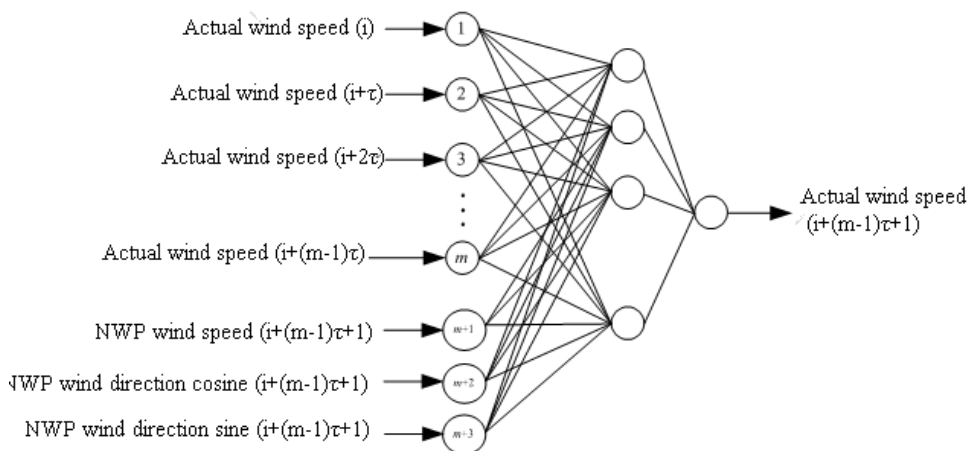 Actual wind speed (i)
1
Actual wind speed (i+τ)
2
Actual wind speed (i+2τ)
3
Actual wind speed (i+(m-1)τ)
m
NWP wind speed (i+(m-1)τ+1)
m+1
NWP wind direction cosine (i+(m-1)τ+1)
m+2
NWP wind direction sine (i+(m-1)τ+1)
m+3
Actual wind speed
(i+(m-1)τ+1)